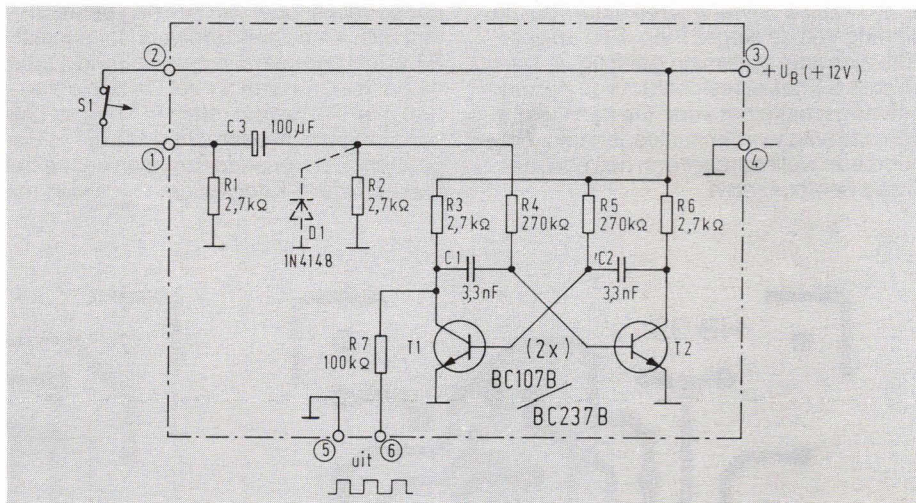 2
3
+ U_B (+12V)
S1
C3 100µF
1
4
−
R1
2,7kΩ
R2
2,7kΩ
D1
1N4148
R3
2,7kΩ
R4
270kΩ
R5
270kΩ
R6
2,7kΩ
C1
3,3nF
C2
3,3nF
R7
100kΩ
T1
(2x)
T2
BC107B
BC237B
5
uit
6